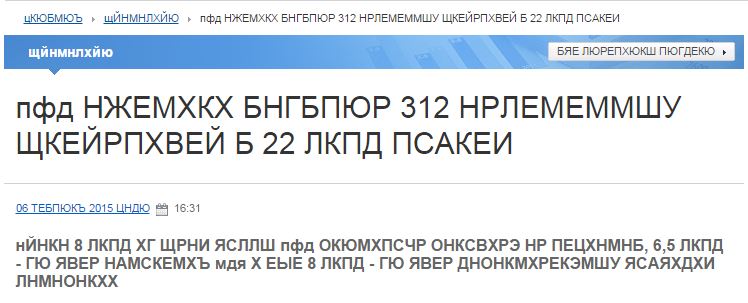 цКЮБМЮЪ › щЙНМНЛХЙЮ › пфд НЖЕМХКХ БНГБПЮР 312 НРЛЕМЕММШУ ЩКЕЙРПХВЕЙ Б 22 ЛКПД ПСАКЕИ
щЙНМНЛХЙЮ
БЯЕ ЛЮРЕПХЮКШ ПЮГДЕКЮ
пфд НЖЕМХКХ БНГБПЮР 312 НРЛЕМЕММШУ
ЩКЕЙРПХВЕЙ Б 22 ЛКПД ПСАКЕИ
06 ТЕБПЮКЪ 2015 ЦНДЮ 16:31
нЙНКН 8 ЛКПД ХГ ЩРНИ ЯСЛЛШ пфд ОКЮМХПСЧР ОНКСВХРЭ НР ПЕЦХНМНБ, 6,5 ЛКПД
- ГЮ ЯВЕР НАМСКЕМХЪ мдя Х ЕЫЕ 8 ЛКПД - ГЮ ЯВЕР ДНОНКМХРЕКЭМШУ ЯСАЯХДХИ
ЛНМНОНКХХ